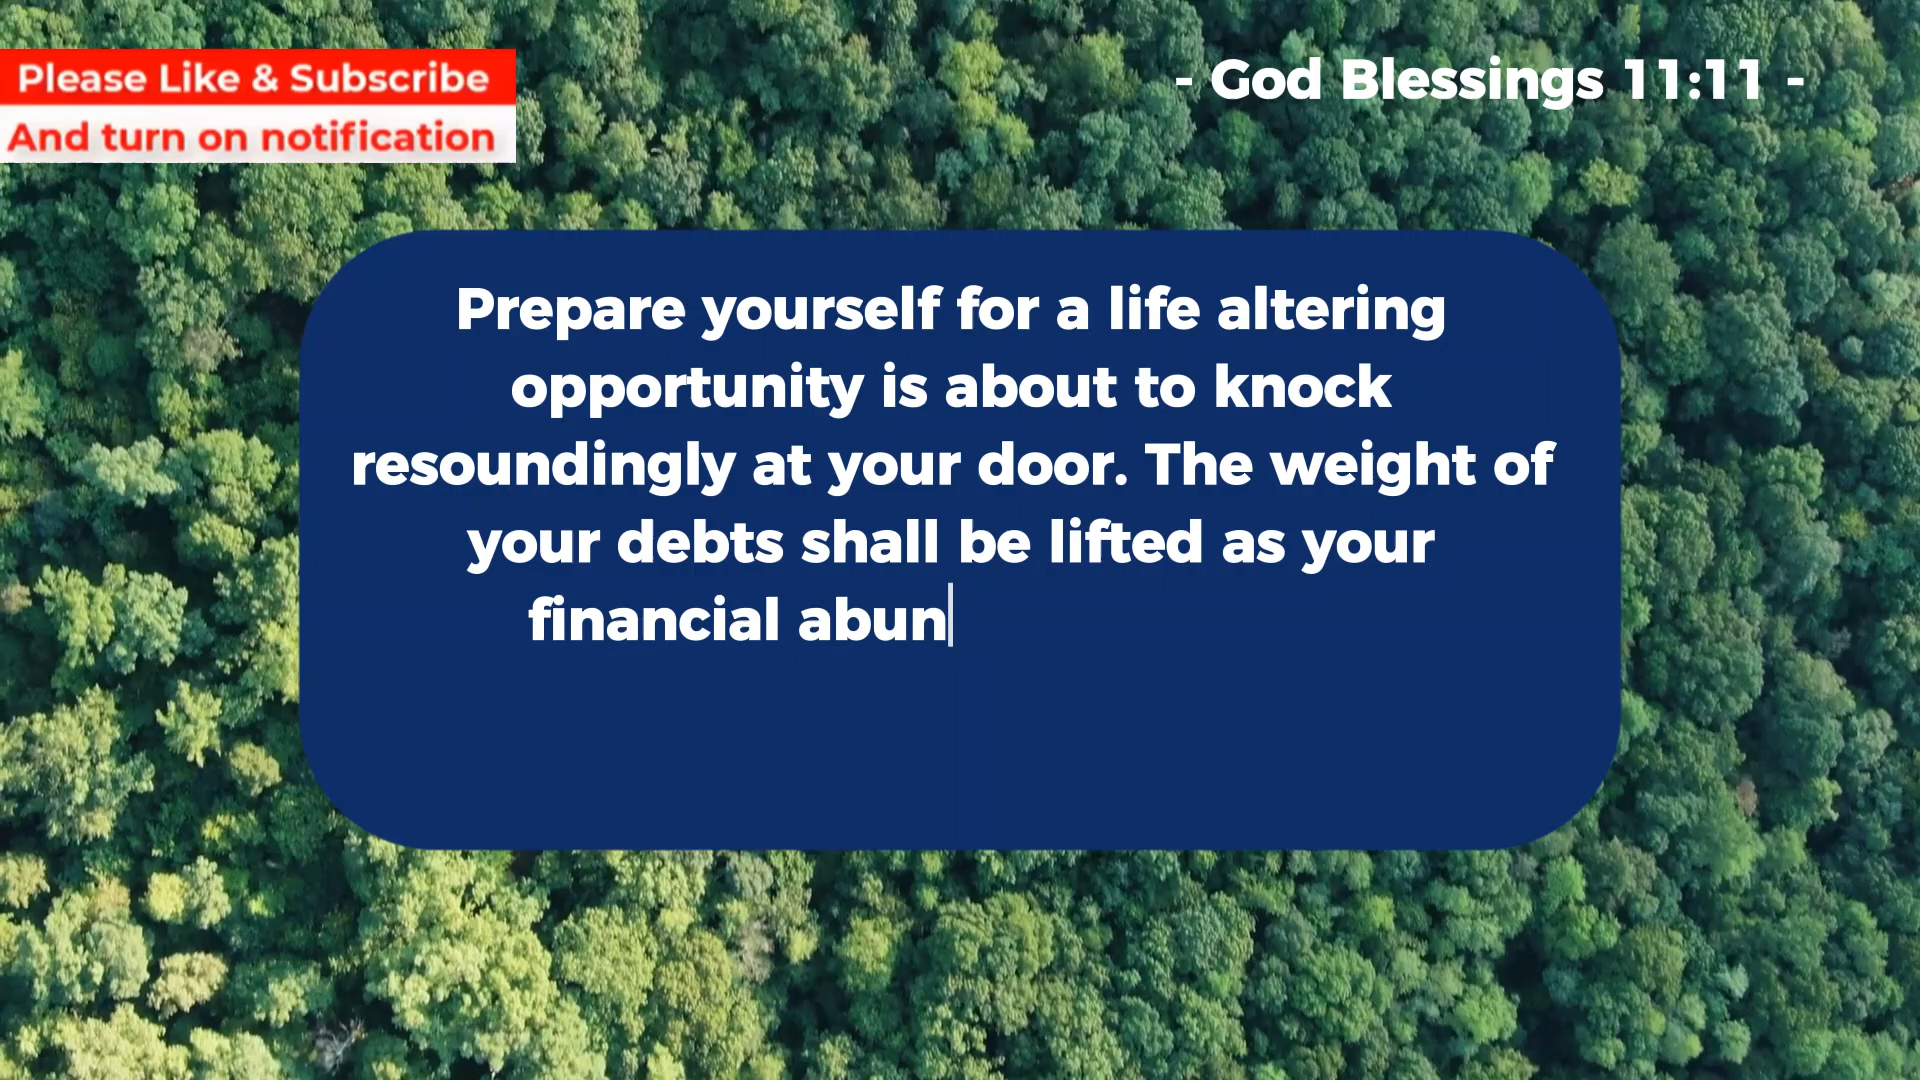 Please Like & Subscribe
And turn on notification
- God Blessings 11:11 -
Prepare yourself for a life altering
opportunity is about to knock
resoundingly at your door. The weight of
your debts shall be lifted as your
financial abun